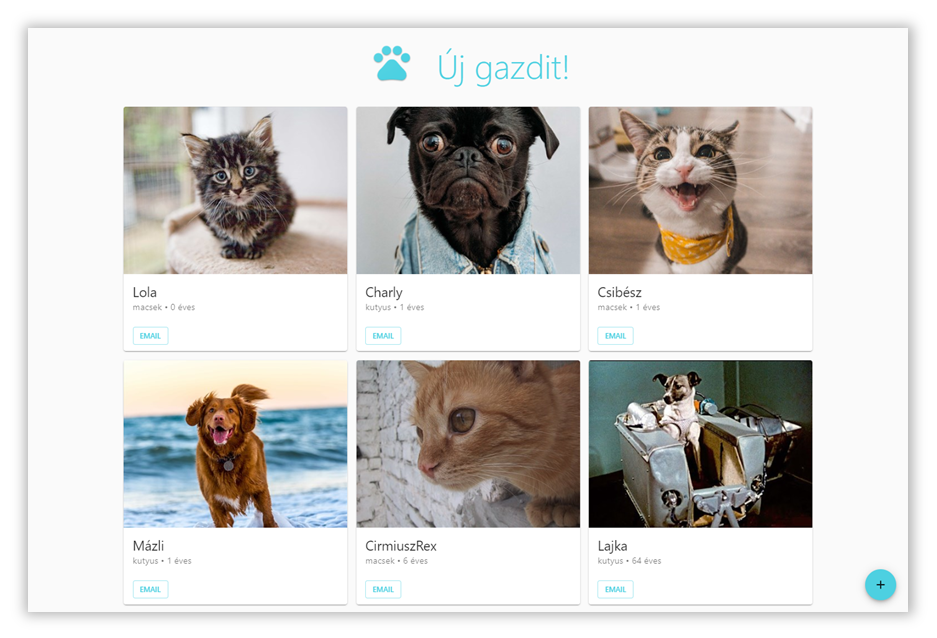 Új gazdit!
Lola
macsek • 0 éves
EMAIL
Charly
kutyus • 1 éves
EMAIL
Csibész
macsek • 1 éves
EMAIL
Mázli
kutyus • 1 éves
EMAIL
CirmiuszRex
macsek • 6 éves
EMAIL
Lajka
kutyus • 64 éves
EMAIL
+